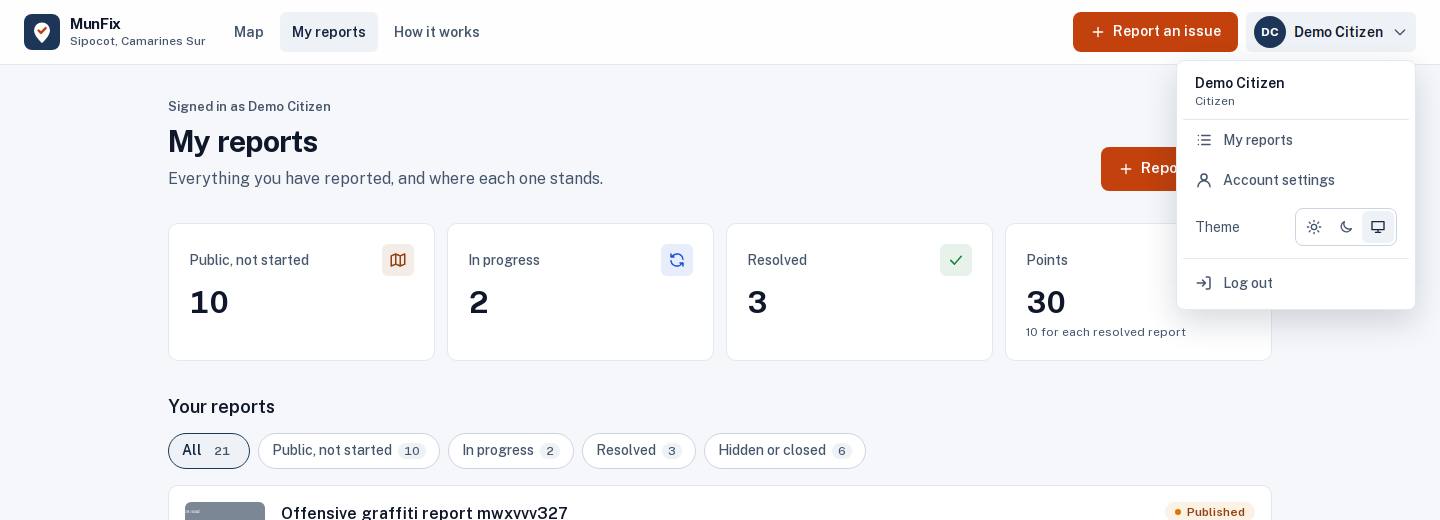 MunFix
Sipocot, Camarines Sur
Map
My reports
How it works
Report an issue
DC
Demo Citizen
Demo Citizen
Citizen
My reports
Account settings
Theme
Log out
Signed in as Demo Citizen
My reports
Everything you have reported, and where each one stands.
Public, not started
10
In progress
2
Resolved
3
Points
30
10 for each resolved report
Your reports
All 21
Public, not started 10
In progress 2
Resolved 3
Hidden or closed 6
Offensive graffiti report mwxvvv327
Published